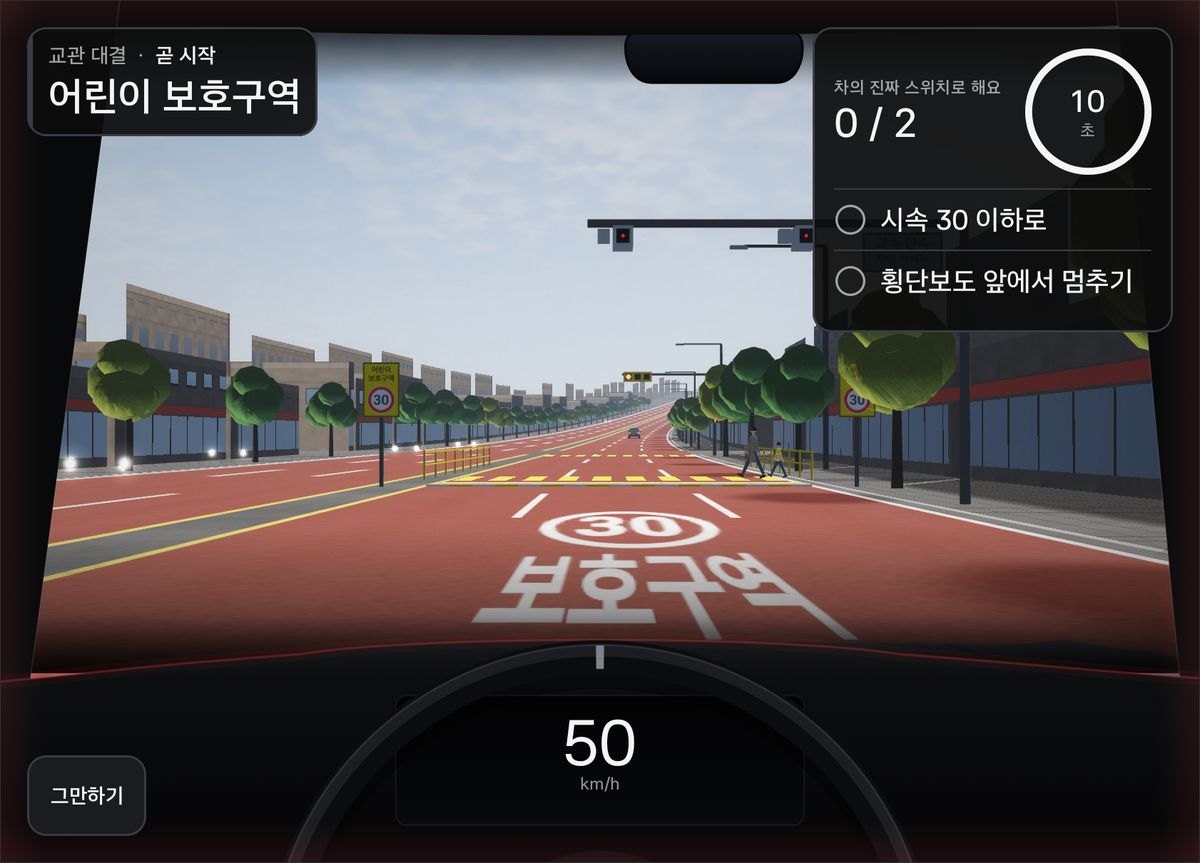 교관 대결 · 곧 시작
어린이 보호구역
차의 진짜 스위치로 해요
0 / 2
10
초
시속 30 이하로
횡단보도 앞에서 멈추기
어린이
보호구역
30
30
30
보호구역
50
km/h
그만하기